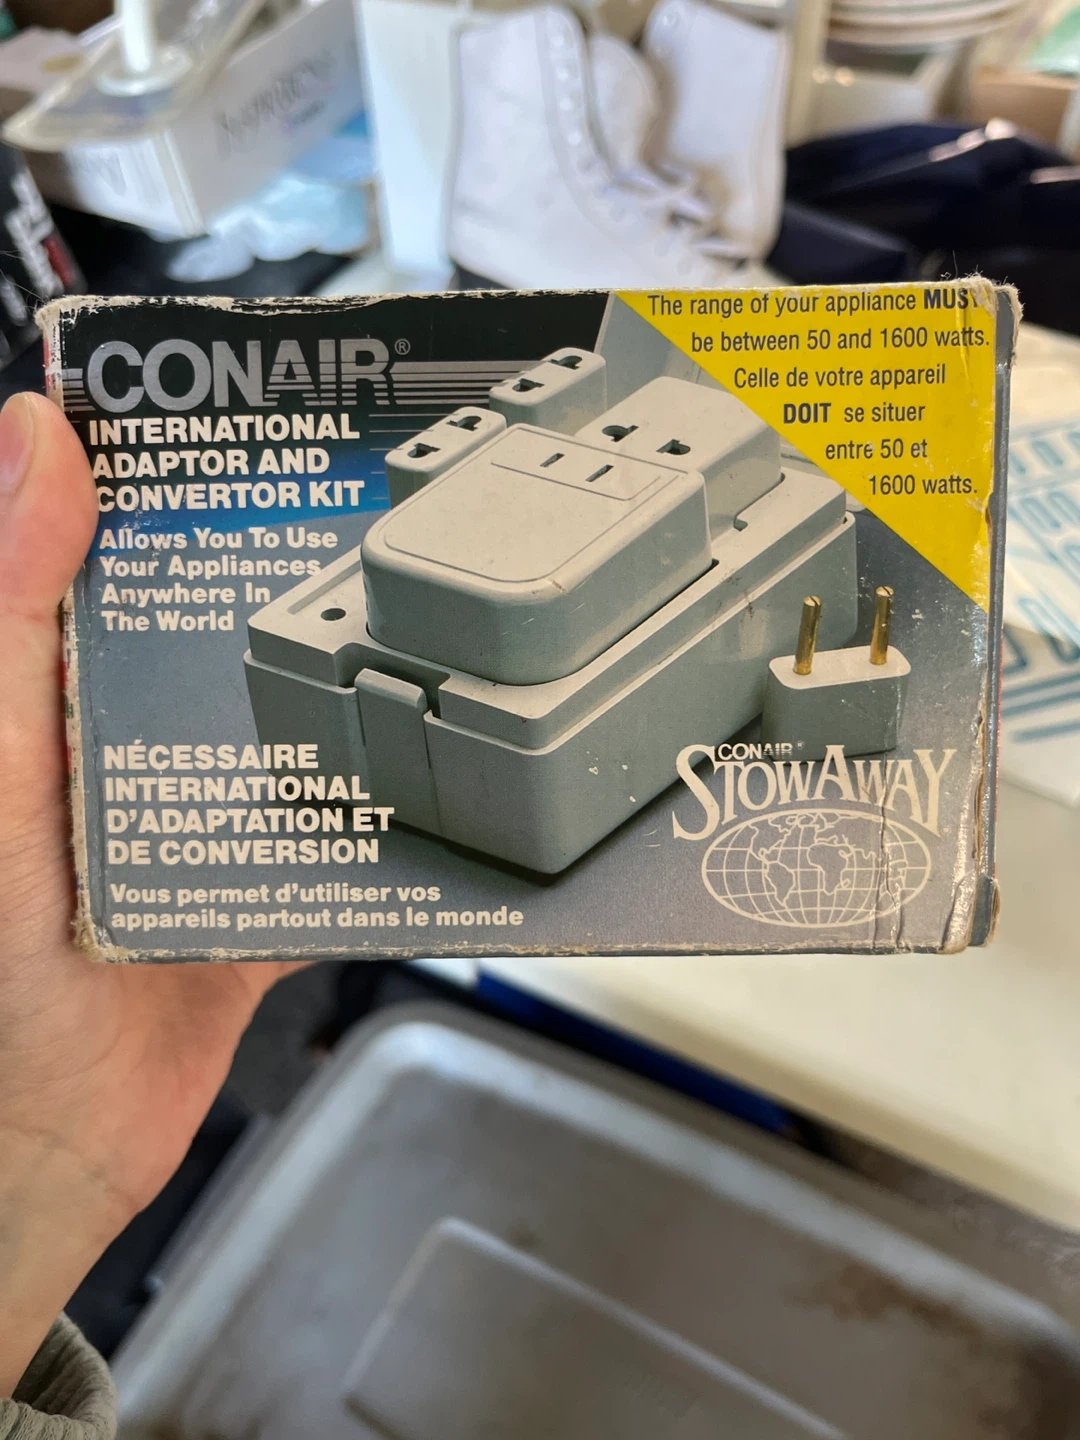 CONAIR®
INTERNATIONAL
ADAPTOR AND
CONVERTOR KIT
Allows You To Use
Your Appliances
Anywhere In
The World
The range of your appliance MUST
be between 50 and 1600 watts.
Celle de votre appareil
DOIT se situer
entre 50 et
1600 watts.
NÉCESSAIRE
INTERNATIONAL
D'ADAPTATION ET
DE CONVERSION
Vous permet d'utiliser vos
appareils partout dans le monde
CONAIR®
STOWAWAY